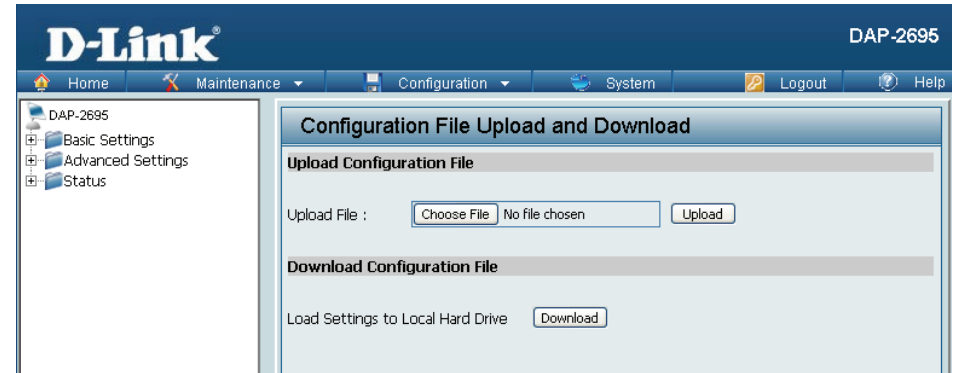 D-Link®
DAP-2695
Home Maintenance Configuration System Logout Help
DAP-2695
Basic Settings
Advanced Settings
Status
Configuration File Upload and Download
Upload Configuration File
Upload File : Choose File No file chosen Upload
Download Configuration File
Load Settings to Local Hard Drive Download